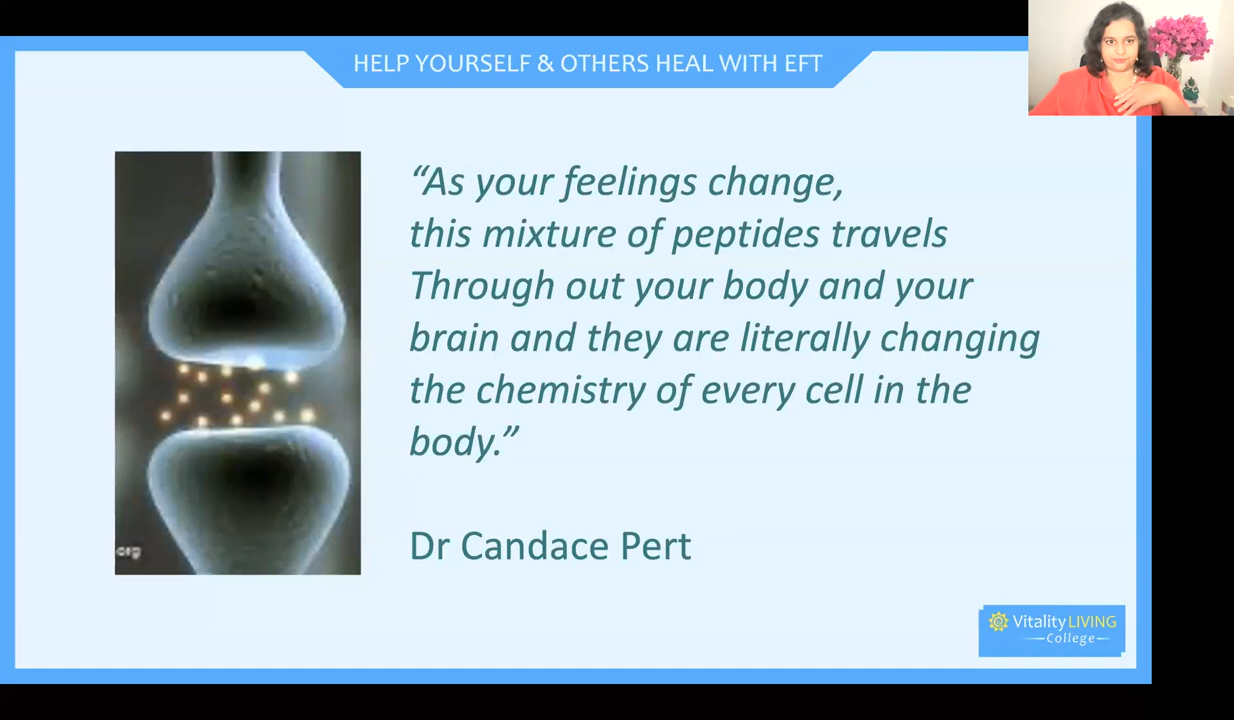 HELP YOURSELF & OTHERS HEAL WITH EFT
“As your feelings change,
this mixture of peptides travels
Through out your body and your
brain and they are literally changing
the chemistry of every cell in the
body.”
Dr Candace Pert
org
Vitality LIVING
College